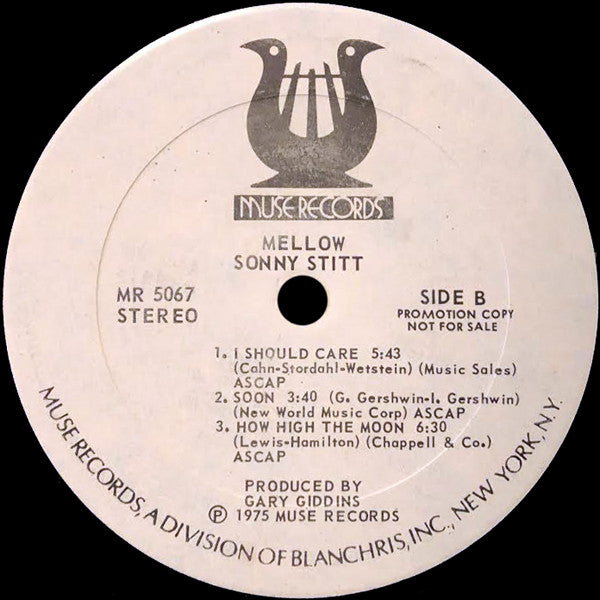 MUSE RECORDS
MELLOW
SONNY STITT
MR 5067
STEREO
SIDE B
PROMOTION COPY
NOT FOR SALE
1. I SHOULD CARE 5:43
(Cahn-Stordahl-Wetstein) (Music Sales)
ASCAP
2. SOON 3:40 (G. Gershwin-I. Gershwin)
(New World Music Corp) ASCAP
3. HOW HIGH THE MOON 6:30
(Lewis-Hamilton) (Chappell & Co.)
ASCAP
PRODUCED BY
GARY GIDDINS
Ⓟ 1975 MUSE RECORDS
MUSE RECORDS, A DIVISION OF BLANCHRIS, INC., NEW YORK, N.Y.